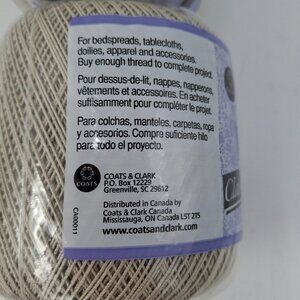 For bedspreads, tablecloths,
doilies, apparel and accessories.
Buy enough thread to complete project.
Pour dessus-de-lit, nappes, napperons,
vêtements et accessoires. En acheter
suffisamment pour compléter le projet.
Para colchas, manteles, carpetas, ropa
y accesorios. Compre suficiente hilo
para todo el proyecto.
COATS
COATS & CLARK
P.O. Box 12229
Greenville, SC 29612
Distributed in Canada by
Coats & Clark Canada
Mississauga, ON Canada L5T 2T5
www.coatsandclark.com
CA00011